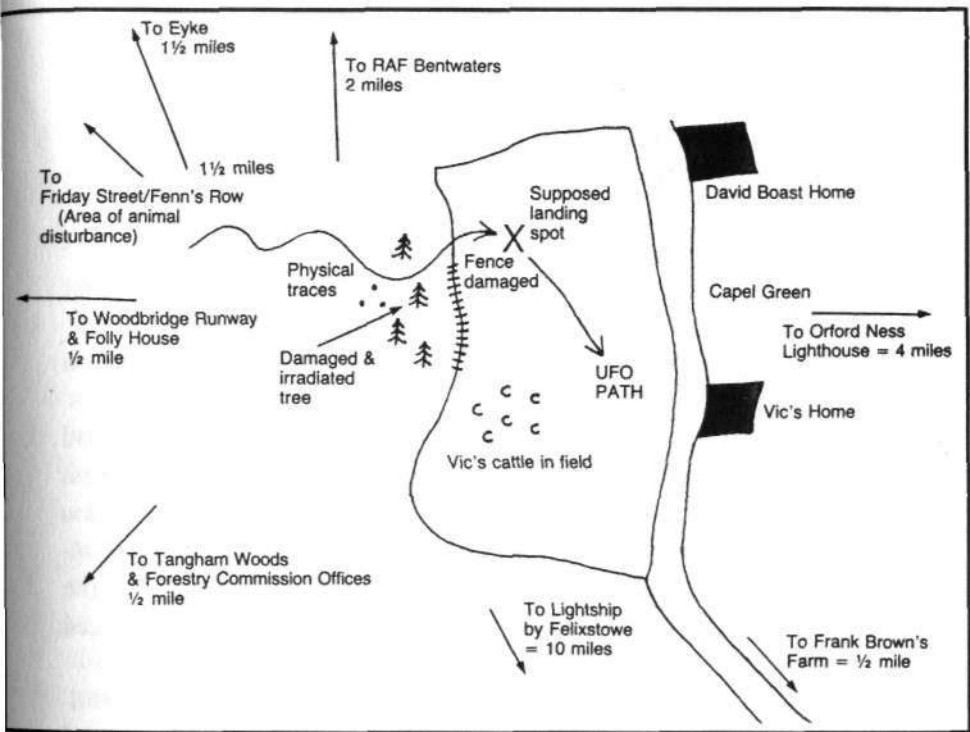 To Eyke
1½ miles
To RAF Bentwaters
2 miles
1½ miles
To
Friday Street/Fenn's Row
(Area of animal
disturbance)
Supposed
landing
spot
X
David Boast Home
Physical
traces
Fence
damaged
Capel Green
To Woodbridge Runway
& Folly House
½ mile
To Orford Ness
Lighthouse = 4 miles
Damaged &
irradiated
tree
UFO
PATH
Vic's Home
Vic's cattle in field
To Tangham Woods
& Forestry Commission Offices
½ mile
To Lightship
by Felixstowe
= 10 miles
To Frank Brown's
Farm = ½ mile